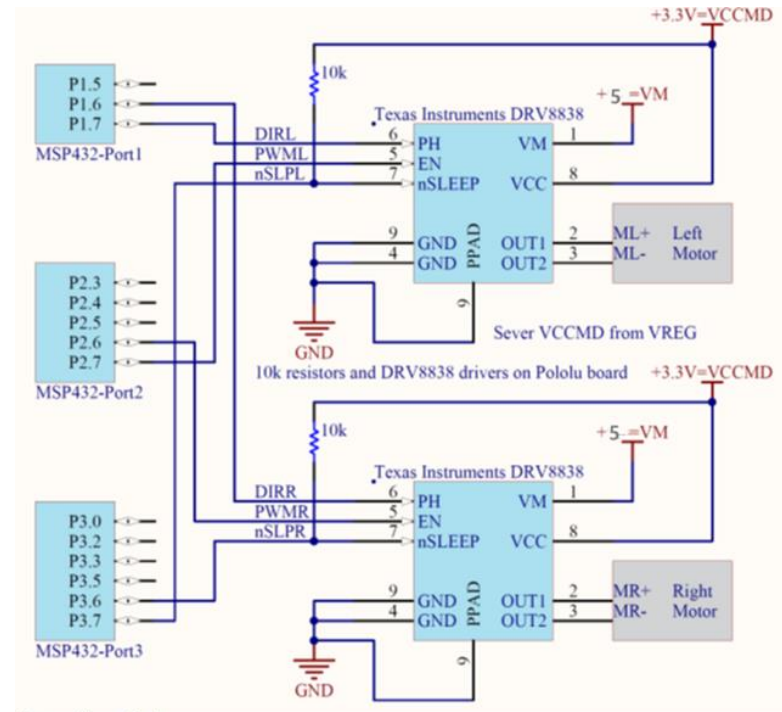 +3.3V=VCCMD
10k
+5 =VM
P1.5
P1.6
P1.7
MSP432-Port1
Texas Instruments DRV8838
DIRL 6 PH VM 1
PWML 5 EN
nSLPL 7 nSLEEP VCC 8
9 GND OUT1 2 ML+ Left
4 GND OUT2 3 ML- Motor
PPAD
9
GND
Sever VCCMD from VREG
P2.3
P2.4
P2.5
P2.6
P2.7
MSP432-Port2
10k resistors and DRV8838 drivers on Pololu board
+3.3V=VCCMD
10k
+5 =VM
Texas Instruments DRV8838
DIRR 6 PH VM 1
PWMR 5 EN
nSLPR 7 nSLEEP VCC 8
P3.0
P3.2
P3.3
P3.5
P3.6
P3.7
MSP432-Port3
9 GND OUT1 2 MR+ Right
4 GND OUT2 3 MR- Motor
PPAD
9
GND